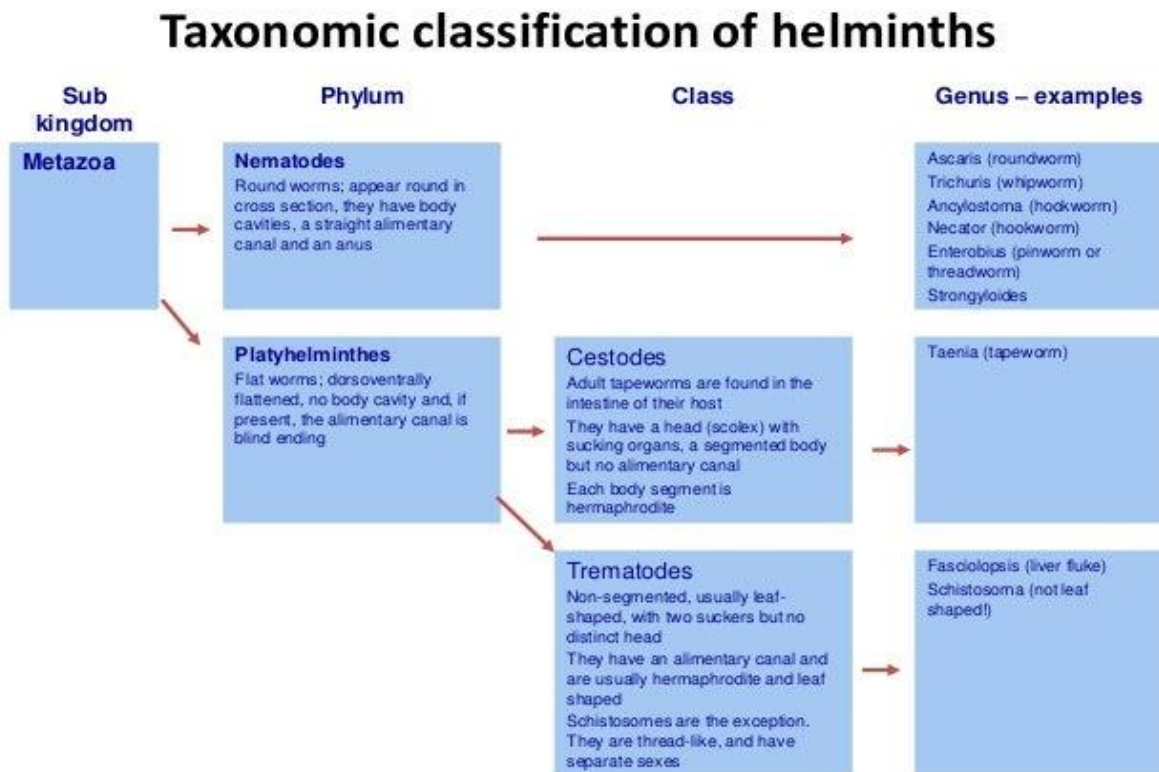 Taxonomic classification of helminths
Sub
kingdom
Phylum
Class
Genus – examples
Metazoa
Nematodes
Round worms; appear round in
cross section, they have body
cavities, a straight alimentary
canal and an anus
Ascaris (roundworm)
Trichuris (whipworm)
Ancylostoma (hookworm)
Necator (hookworm)
Enterobius (pinworm or
threadworm)
Strongyloides
Platyhelminthes
Flat worms; dorsoventrally
flattened, no body cavity and, if
present, the alimentary canal is
blind ending
Cestodes
Adult tapeworms are found in the
intestine of their host
They have a head (scolex) with
sucking organs, a segmented body
but no alimentary canal
Each body segment is
hermaphrodite
Taenia (tapeworm)
Trematodes
Non-segmented, usually leaf-
shaped, with two suckers but no
distinct head
They have an alimentary canal and
are usually hermaphrodite and leaf
shaped
Schistosomes are the exception.
They are thread-like, and have
separate sexes
Fasciolopsis (liver fluke)
Schistosoma (not leaf
shaped!)